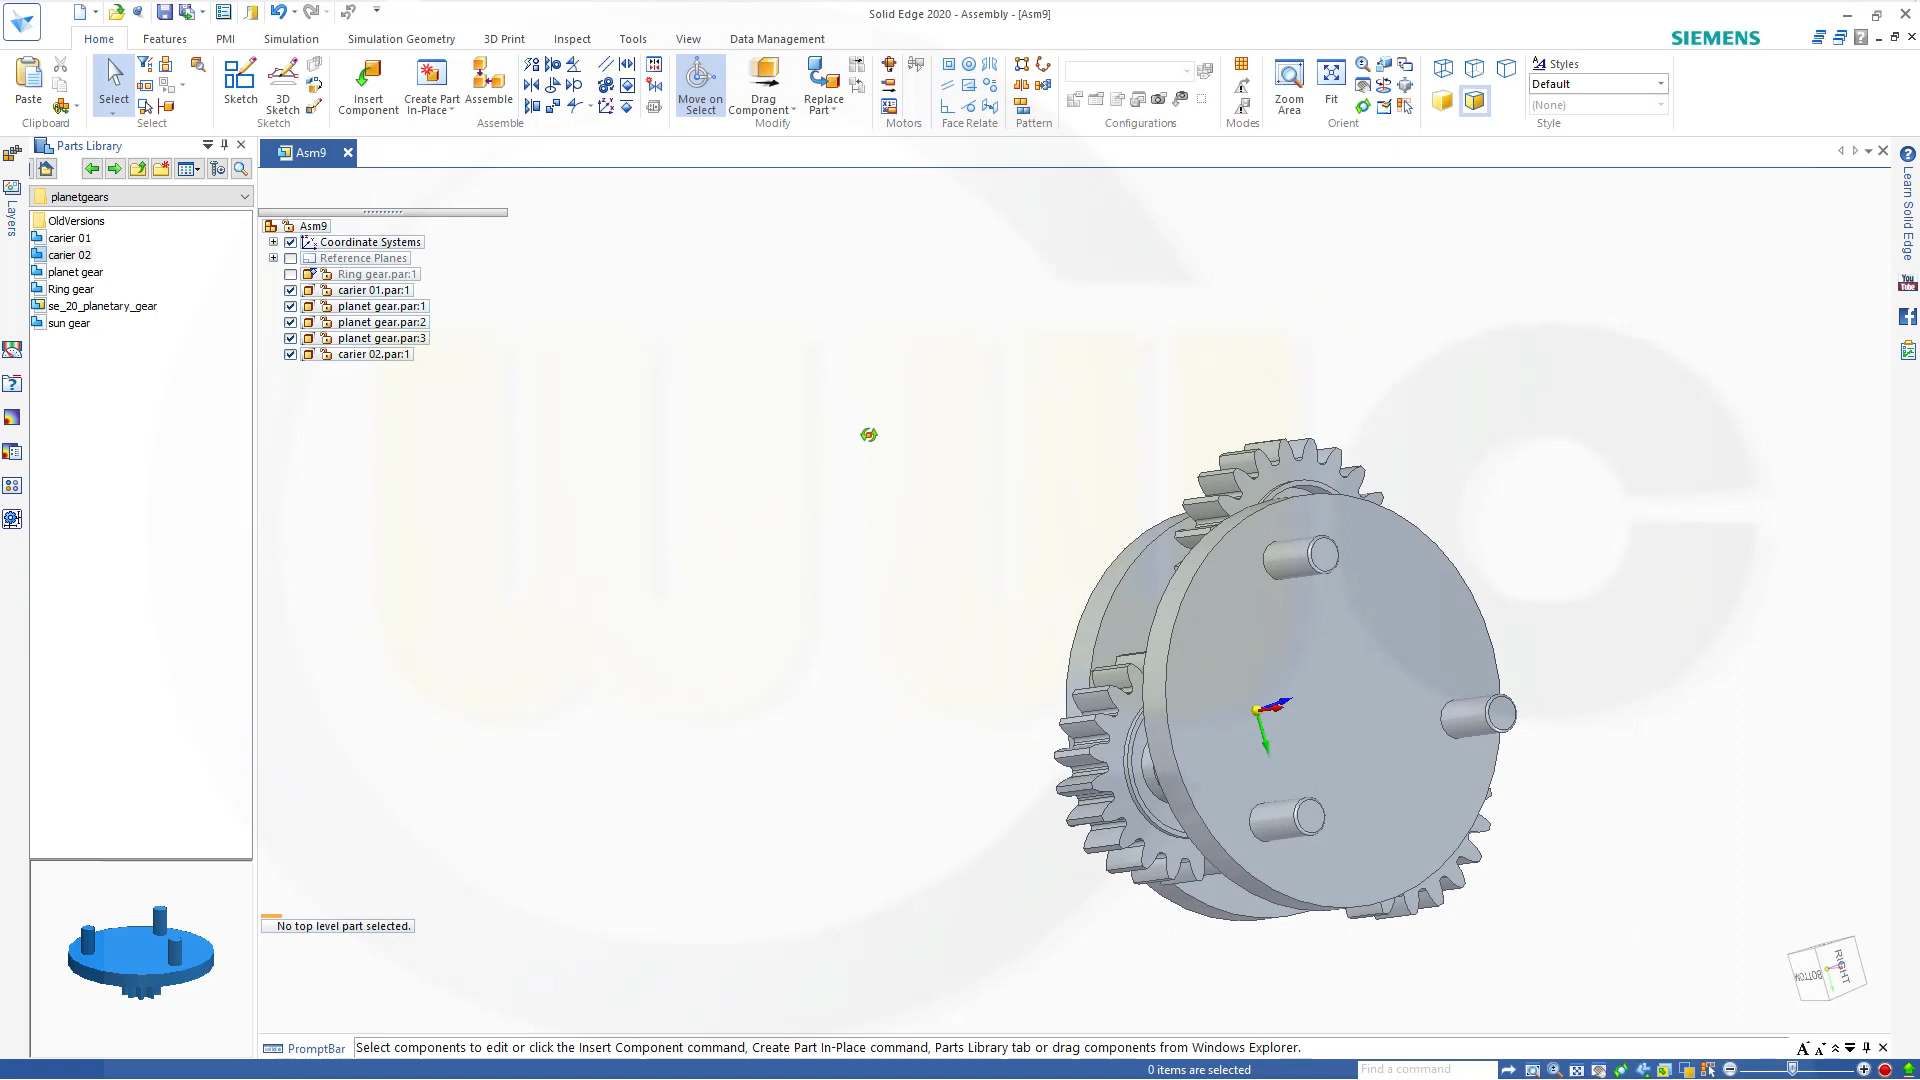 Solid Edge 2020 - Assembly - [Asm9]
Home
Features
PMI
Simulation
Simulation Geometry
3D Print
Inspect
Tools
View
Data Management
SIEMENS
Paste
Clipboard
Select
Select
Sketch
3D Sketch
Sketch
Insert Component
Create Part In-Place
Assemble
Assemble
Move on Select
Drag Component
Replace Part
Modify
Motors
Face Relate
Pattern
Configurations
Modes
Zoom Area
Fit
Orient
Styles
Default
(None)
Style
Parts Library
planetgears
OldVersions
carier 01
carier 02
planet gear
Ring gear
se_20_planetary_gear
sun gear
Layers
Asm9
Asm9
Coordinate Systems
Reference Planes
Ring gear.par:1
carier 01.par:1
planet gear.par:1
planet gear.par:2
planet gear.par:3
carier 02.par:1
No top level part selected.
Learn Solid Edge
You Tube
BOTTOM
RIGHT
PromptBar
Select components to edit or click the Insert Component command, Create Part In-Place command, Parts Library tab or drag components from Windows Explorer.
0 items are selected
Find a command